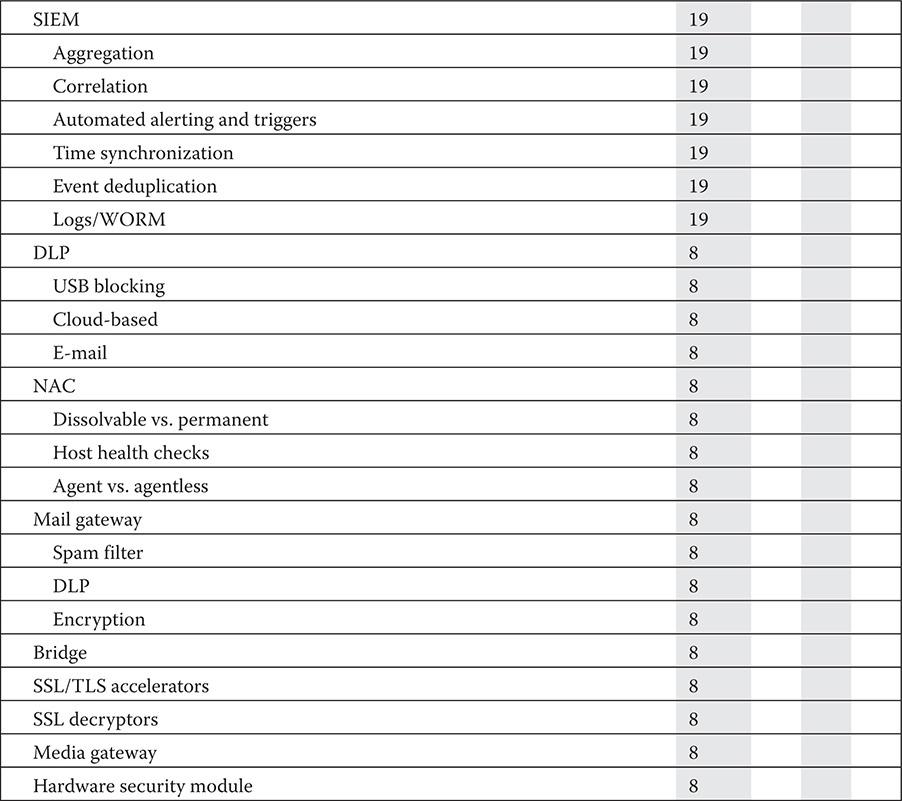 SIEM 19
Aggregation 19
Correlation 19
Automated alerting and triggers 19
Time synchronization 19
Event deduplication 19
Logs/WORM 19
DLP 8
USB blocking 8
Cloud-based 8
E-mail 8
NAC 8
Dissolvable vs. permanent 8
Host health checks 8
Agent vs. agentless 8
Mail gateway 8
Spam filter 8
DLP 8
Encryption 8
Bridge 8
SSL/TLS accelerators 8
SSL decryptors 8
Media gateway 8
Hardware security module 8